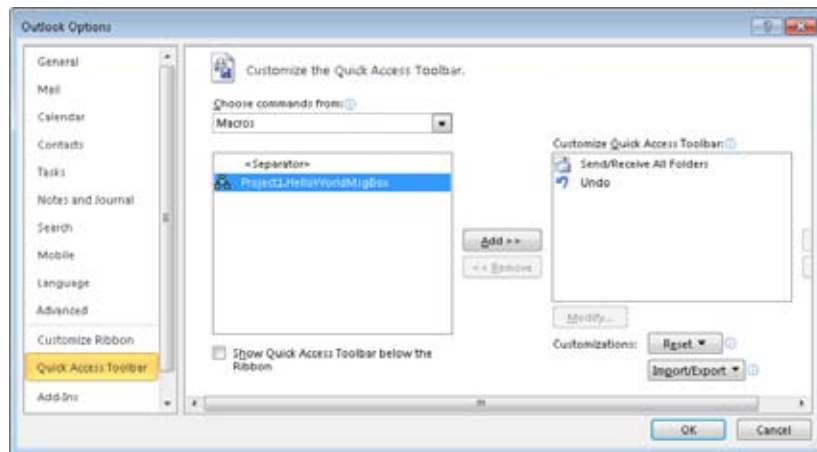 Outlook Options
General
Mail
Calendar
Contacts
Tasks
Notes and Journal
Search
Mobile
Language
Advanced
Customize Ribbon
Quick Access Toolbar
Add-Ins
Customize the Quick Access Toolbar.
Choose commands from:
Macros
<Separator>
Project1.HelloWorldMsgBox
Show Quick Access Toolbar below the
Ribbon
Add >>
<< Remove
Customize Quick Access Toolbar:
Send/Receive All Folders
Undo
Modify...
Customizations:
Reset
Import/Export
OK
Cancel